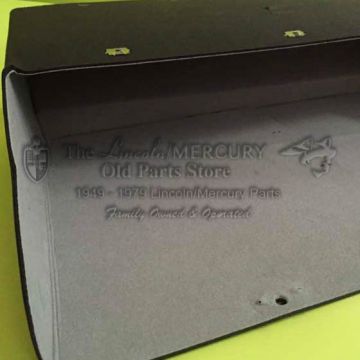 The Lincoln/MERCURY
Old Parts Store
1949 - 1979 Lincoln/Mercury Parts
Family Owned & Operated